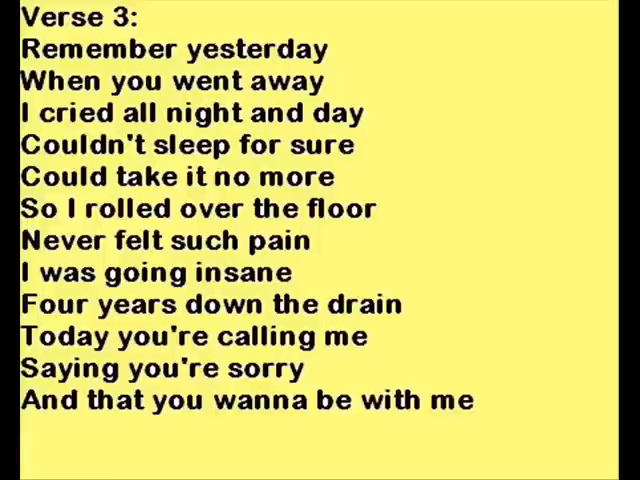 Verse 3:
Remember yesterday
When you went away
I cried all night and day
Couldn't sleep for sure
Could take it no more
So I rolled over the floor
Never felt such pain
I was going insane
Four years down the drain
Today you're calling me
Saying you're sorry
And that you wanna be with me